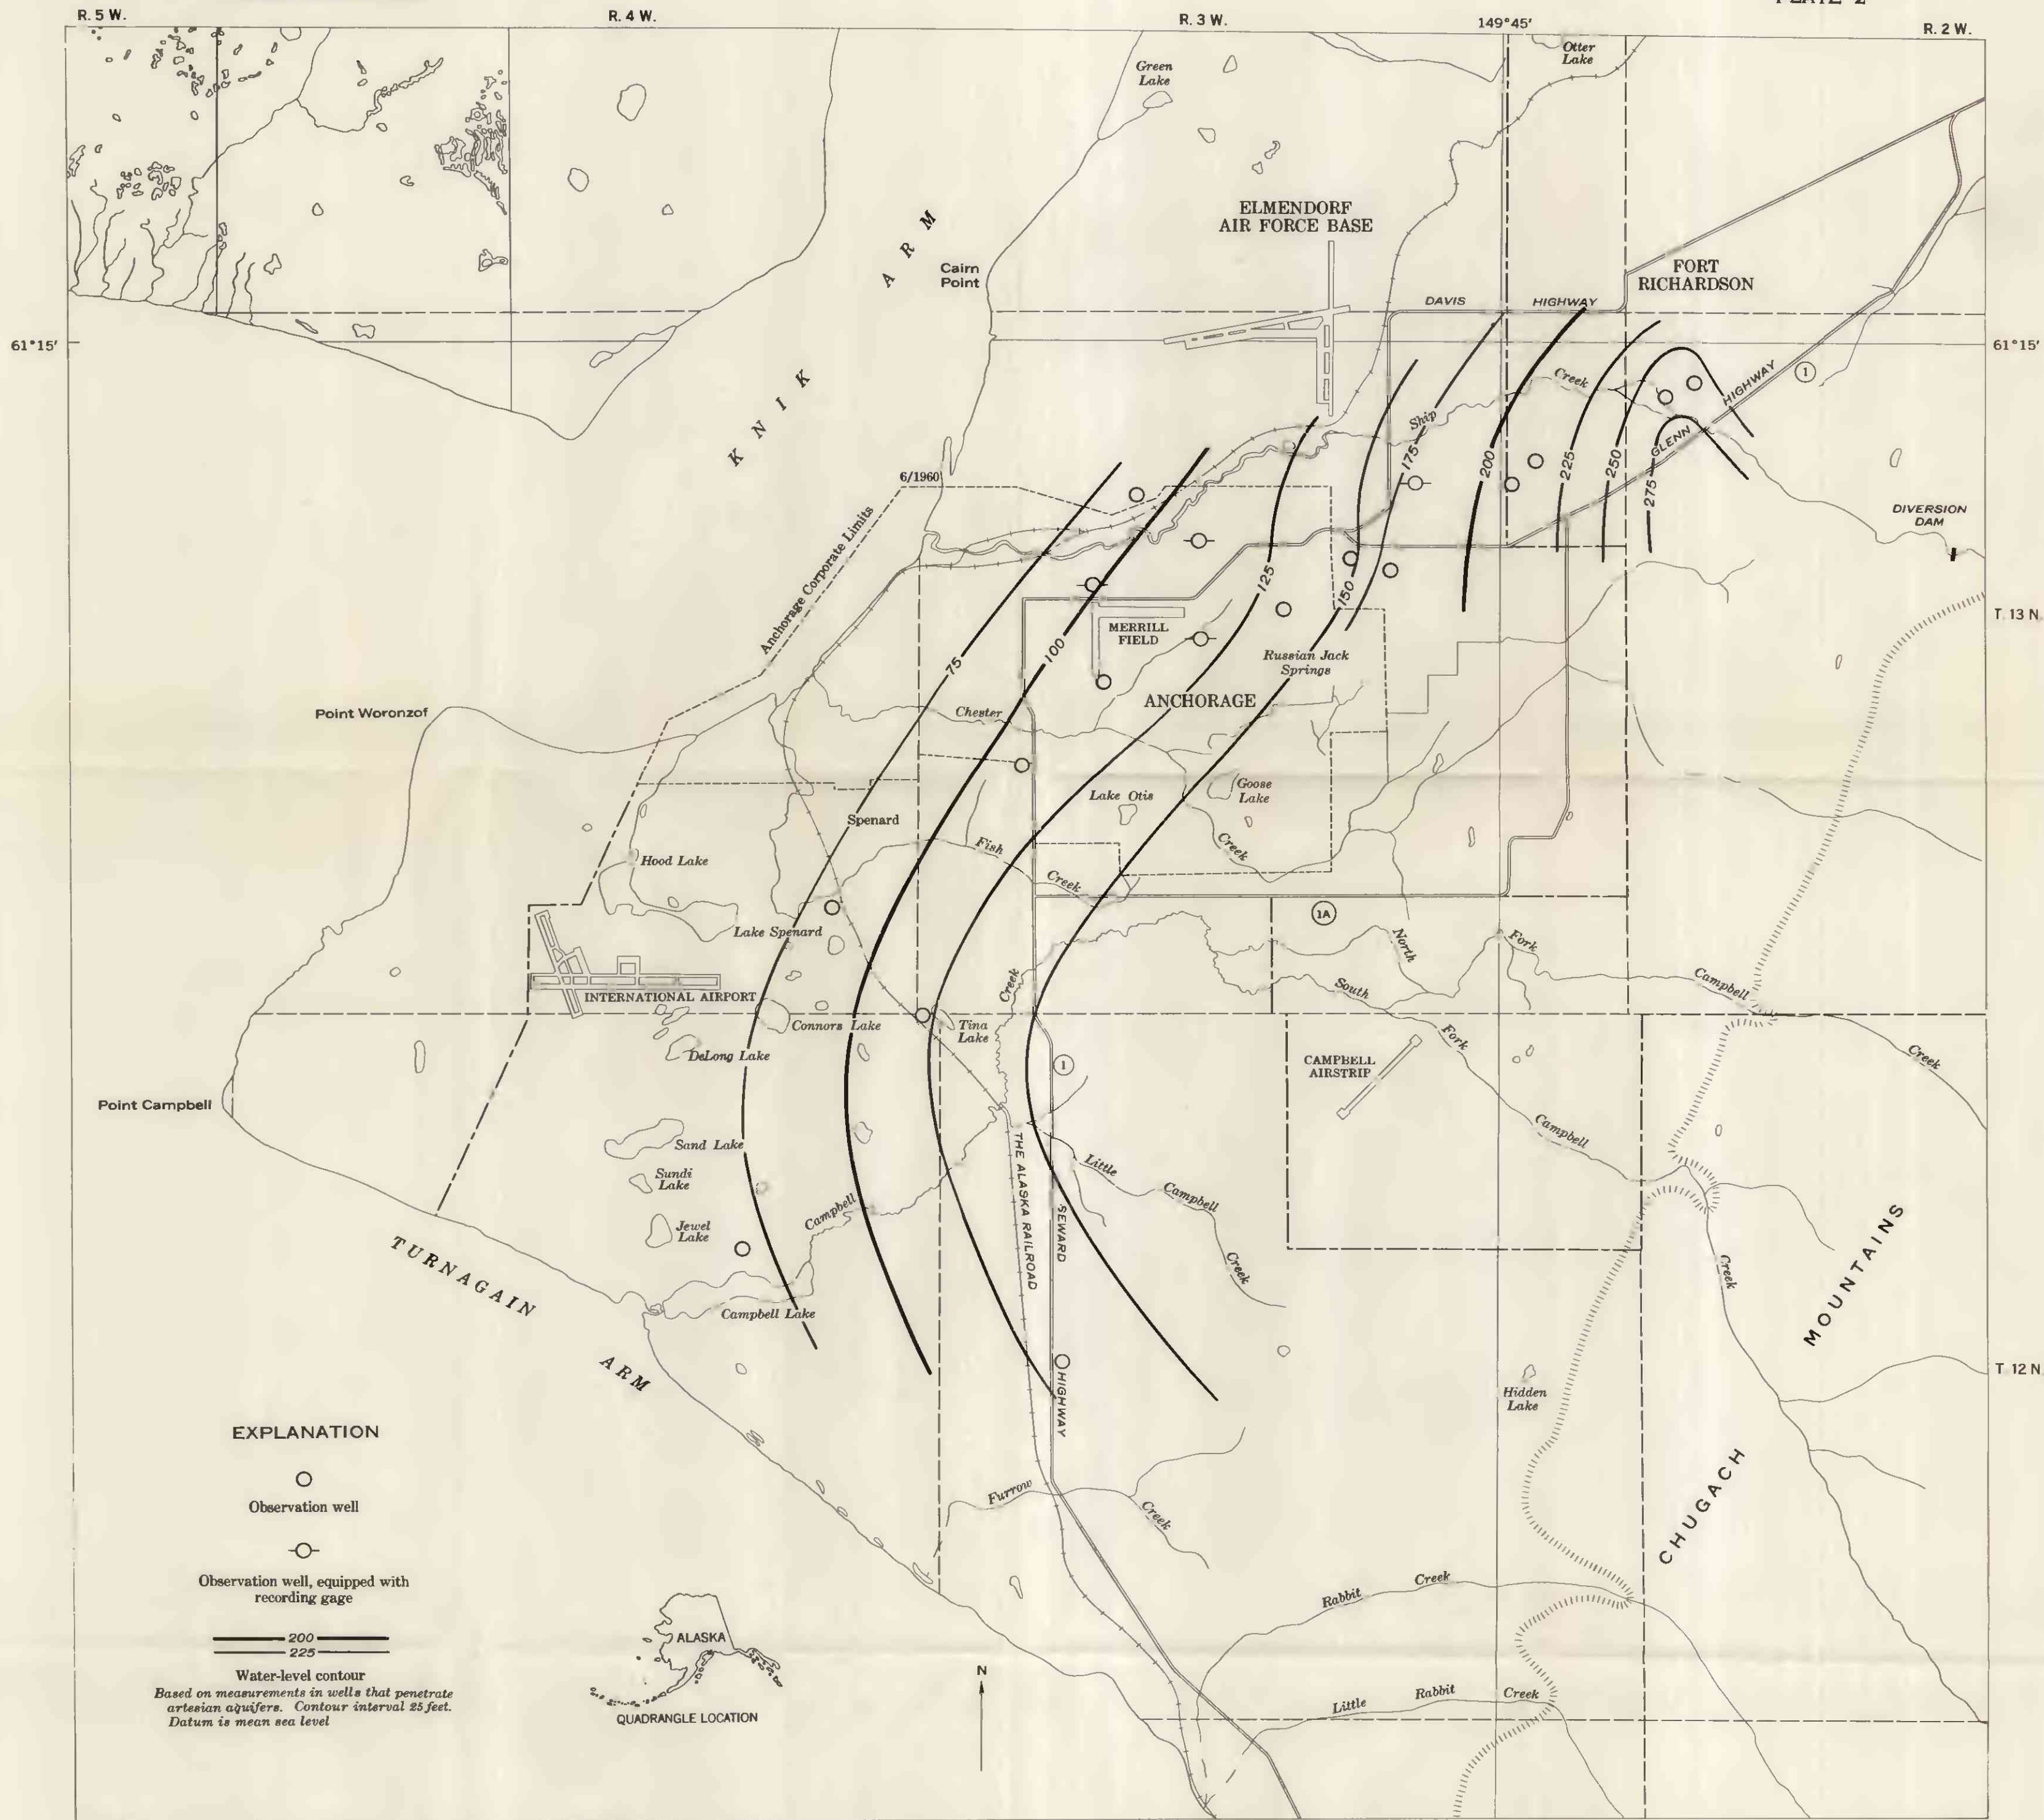 PLATE 2
R. 5 W.
R. 4 W.
R. 3 W.
149°45'
R. 2 W.
Otter
Lake
Green
Lake
KNIK ARM
Cairn
Point
ELMENDORF
AIR FORCE BASE
FORT
RICHARDSON
DAVIS HIGHWAY
61°15'
61°15'
Ship Creek
GLENN HIGHWAY
1
175
200
225
250
275
DIVERSION
DAM
6/1960
Anchorage Corporate Limits
125
150
75
100
MERRILL
FIELD
Russian Jack
Springs
T. 13 N
ANCHORAGE
Point Woronzof
Chester
Creek
Goose
Lake
Lake Otis
Spenard
Fish
Creek
Hood Lake
Lake Spenard
1A
North
Fork
Campbell
Creek
South
Fork
Campbell
Creek
INTERNATIONAL AIRPORT
Connors Lake
Tina
Lake
Creek
DeLong Lake
1
CAMPBELL
AIRSTRIP
Point Campbell
Sand Lake
Sundi
Lake
Jewel
Lake
Campbell
Little
Campbell
Creek
THE ALASKA RAILROAD
SEWARD
HIGHWAY
Campbell Lake
TURNAGAIN
ARM
CHUGACH MOUNTAINS
T. 12 N
Hidden
Lake
Furrow
Creek
Rabbit Creek
Little Rabbit Creek
EXPLANATION
Observation well
Observation well, equipped with
recording gage
200
225
Water-level contour
Based on measurements in wells that penetrate
artesian aquifers. Contour interval 25 feet.
Datum is mean sea level
ALASKA
QUADRANGLE LOCATION
N